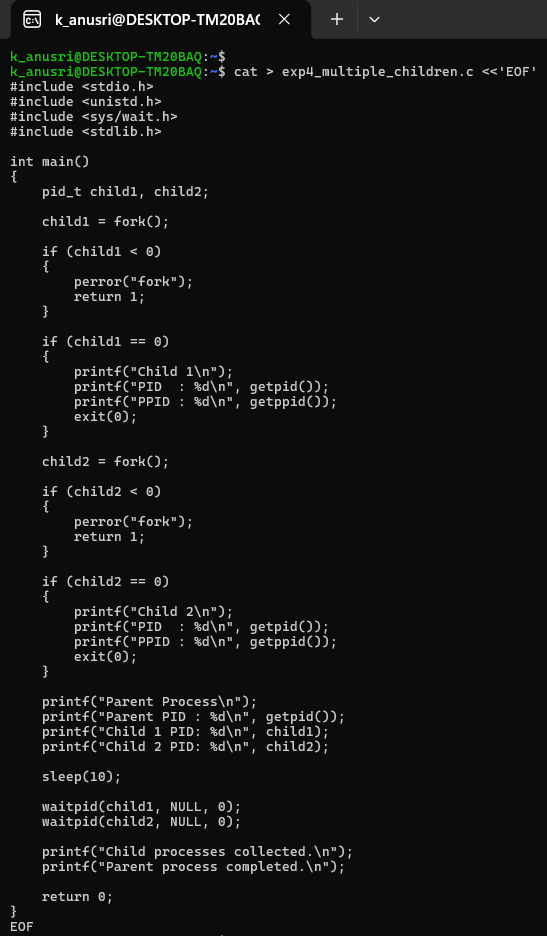 k_anusri@DESKTOP-TM20BAQ
k_anusri@DESKTOP-TM20BAQ:~$
k_anusri@DESKTOP-TM20BAQ:~$ cat > exp4_multiple_children.c <<'EOF'
#include <stdio.h>
#include <unistd.h>
#include <sys/wait.h>
#include <stdlib.h>

int main()
{
    pid_t child1, child2;

    child1 = fork();

    if (child1 < 0)
    {
        perror("fork");
        return 1;
    }

    if (child1 == 0)
    {
        printf("Child 1\n");
        printf("PID  : %d\n", getpid());
        printf("PPID : %d\n", getppid());
        exit(0);
    }

    child2 = fork();

    if (child2 < 0)
    {
        perror("fork");
        return 1;
    }

    if (child2 == 0)
    {
        printf("Child 2\n");
        printf("PID  : %d\n", getpid());
        printf("PPID : %d\n", getppid());
        exit(0);
    }

    printf("Parent Process\n");
    printf("Parent PID : %d\n", getpid());
    printf("Child 1 PID: %d\n", child1);
    printf("Child 2 PID: %d\n", child2);

    sleep(10);

    waitpid(child1, NULL, 0);
    waitpid(child2, NULL, 0);

    printf("Child processes collected.\n");
    printf("Parent process completed.\n");

    return 0;
}
EOF